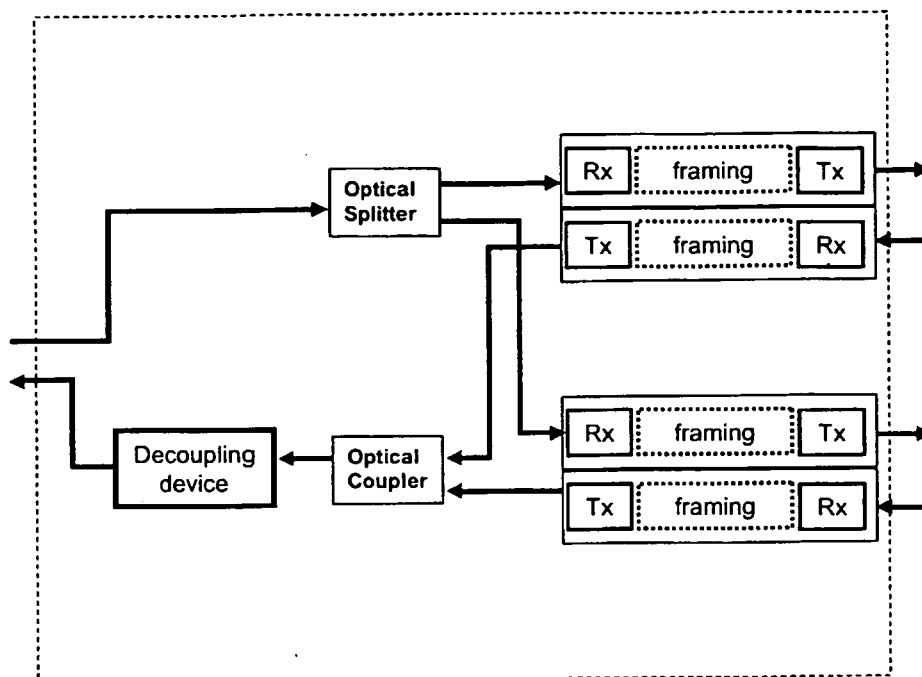 Rx framing Tx
Optical
Splitter
Tx framing Rx
Rx framing Tx
Decoupling
device
Optical
Coupler
Tx framing Rx